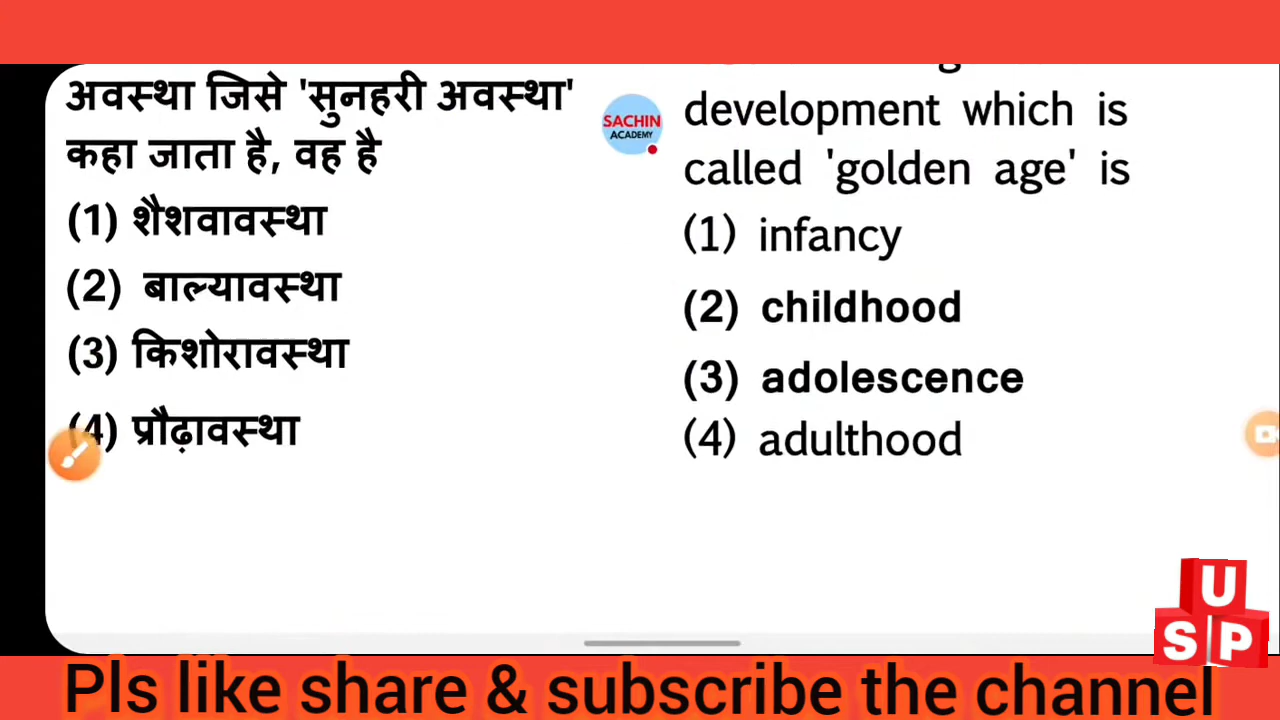 अवस्था जिसे 'सुनहरी अवस्था'
कहा जाता है, वह है
(1) शैशवावस्था
(2) बाल्यावस्था
(3) किशोरावस्था
(4) प्रौढ़ावस्था
SACHIN
ACADEMY
development which is
called 'golden age' is
(1) infancy
(2) childhood
(3) adolescence
(4) adulthood
U
S P
Pls like share & subscribe the channel